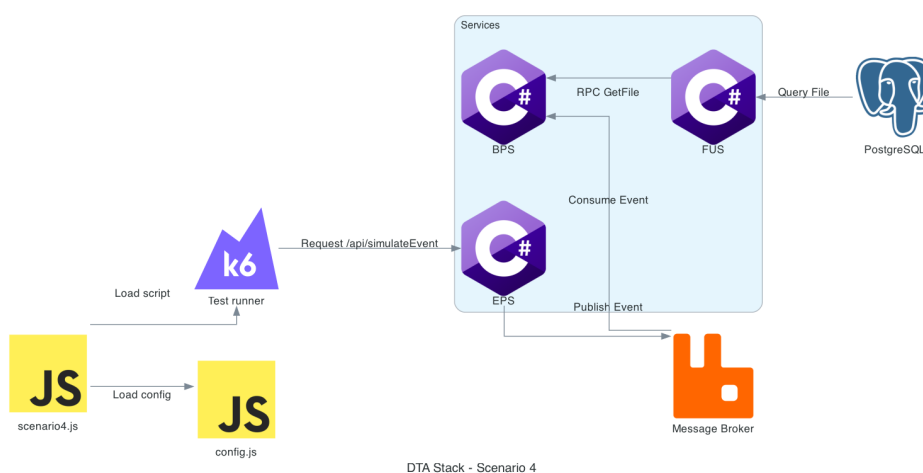 Services
C#
C#
RPC GetFile
Query File
BPS
FUS
PostgreSQL
Consume Event
C#
Request /api/simulateEvent
k6
Test runner
EPS
Load script
Publish Event
JS
JS
Load config
scenario4.js
config.js
Message Broker
DTA Stack - Scenario 4